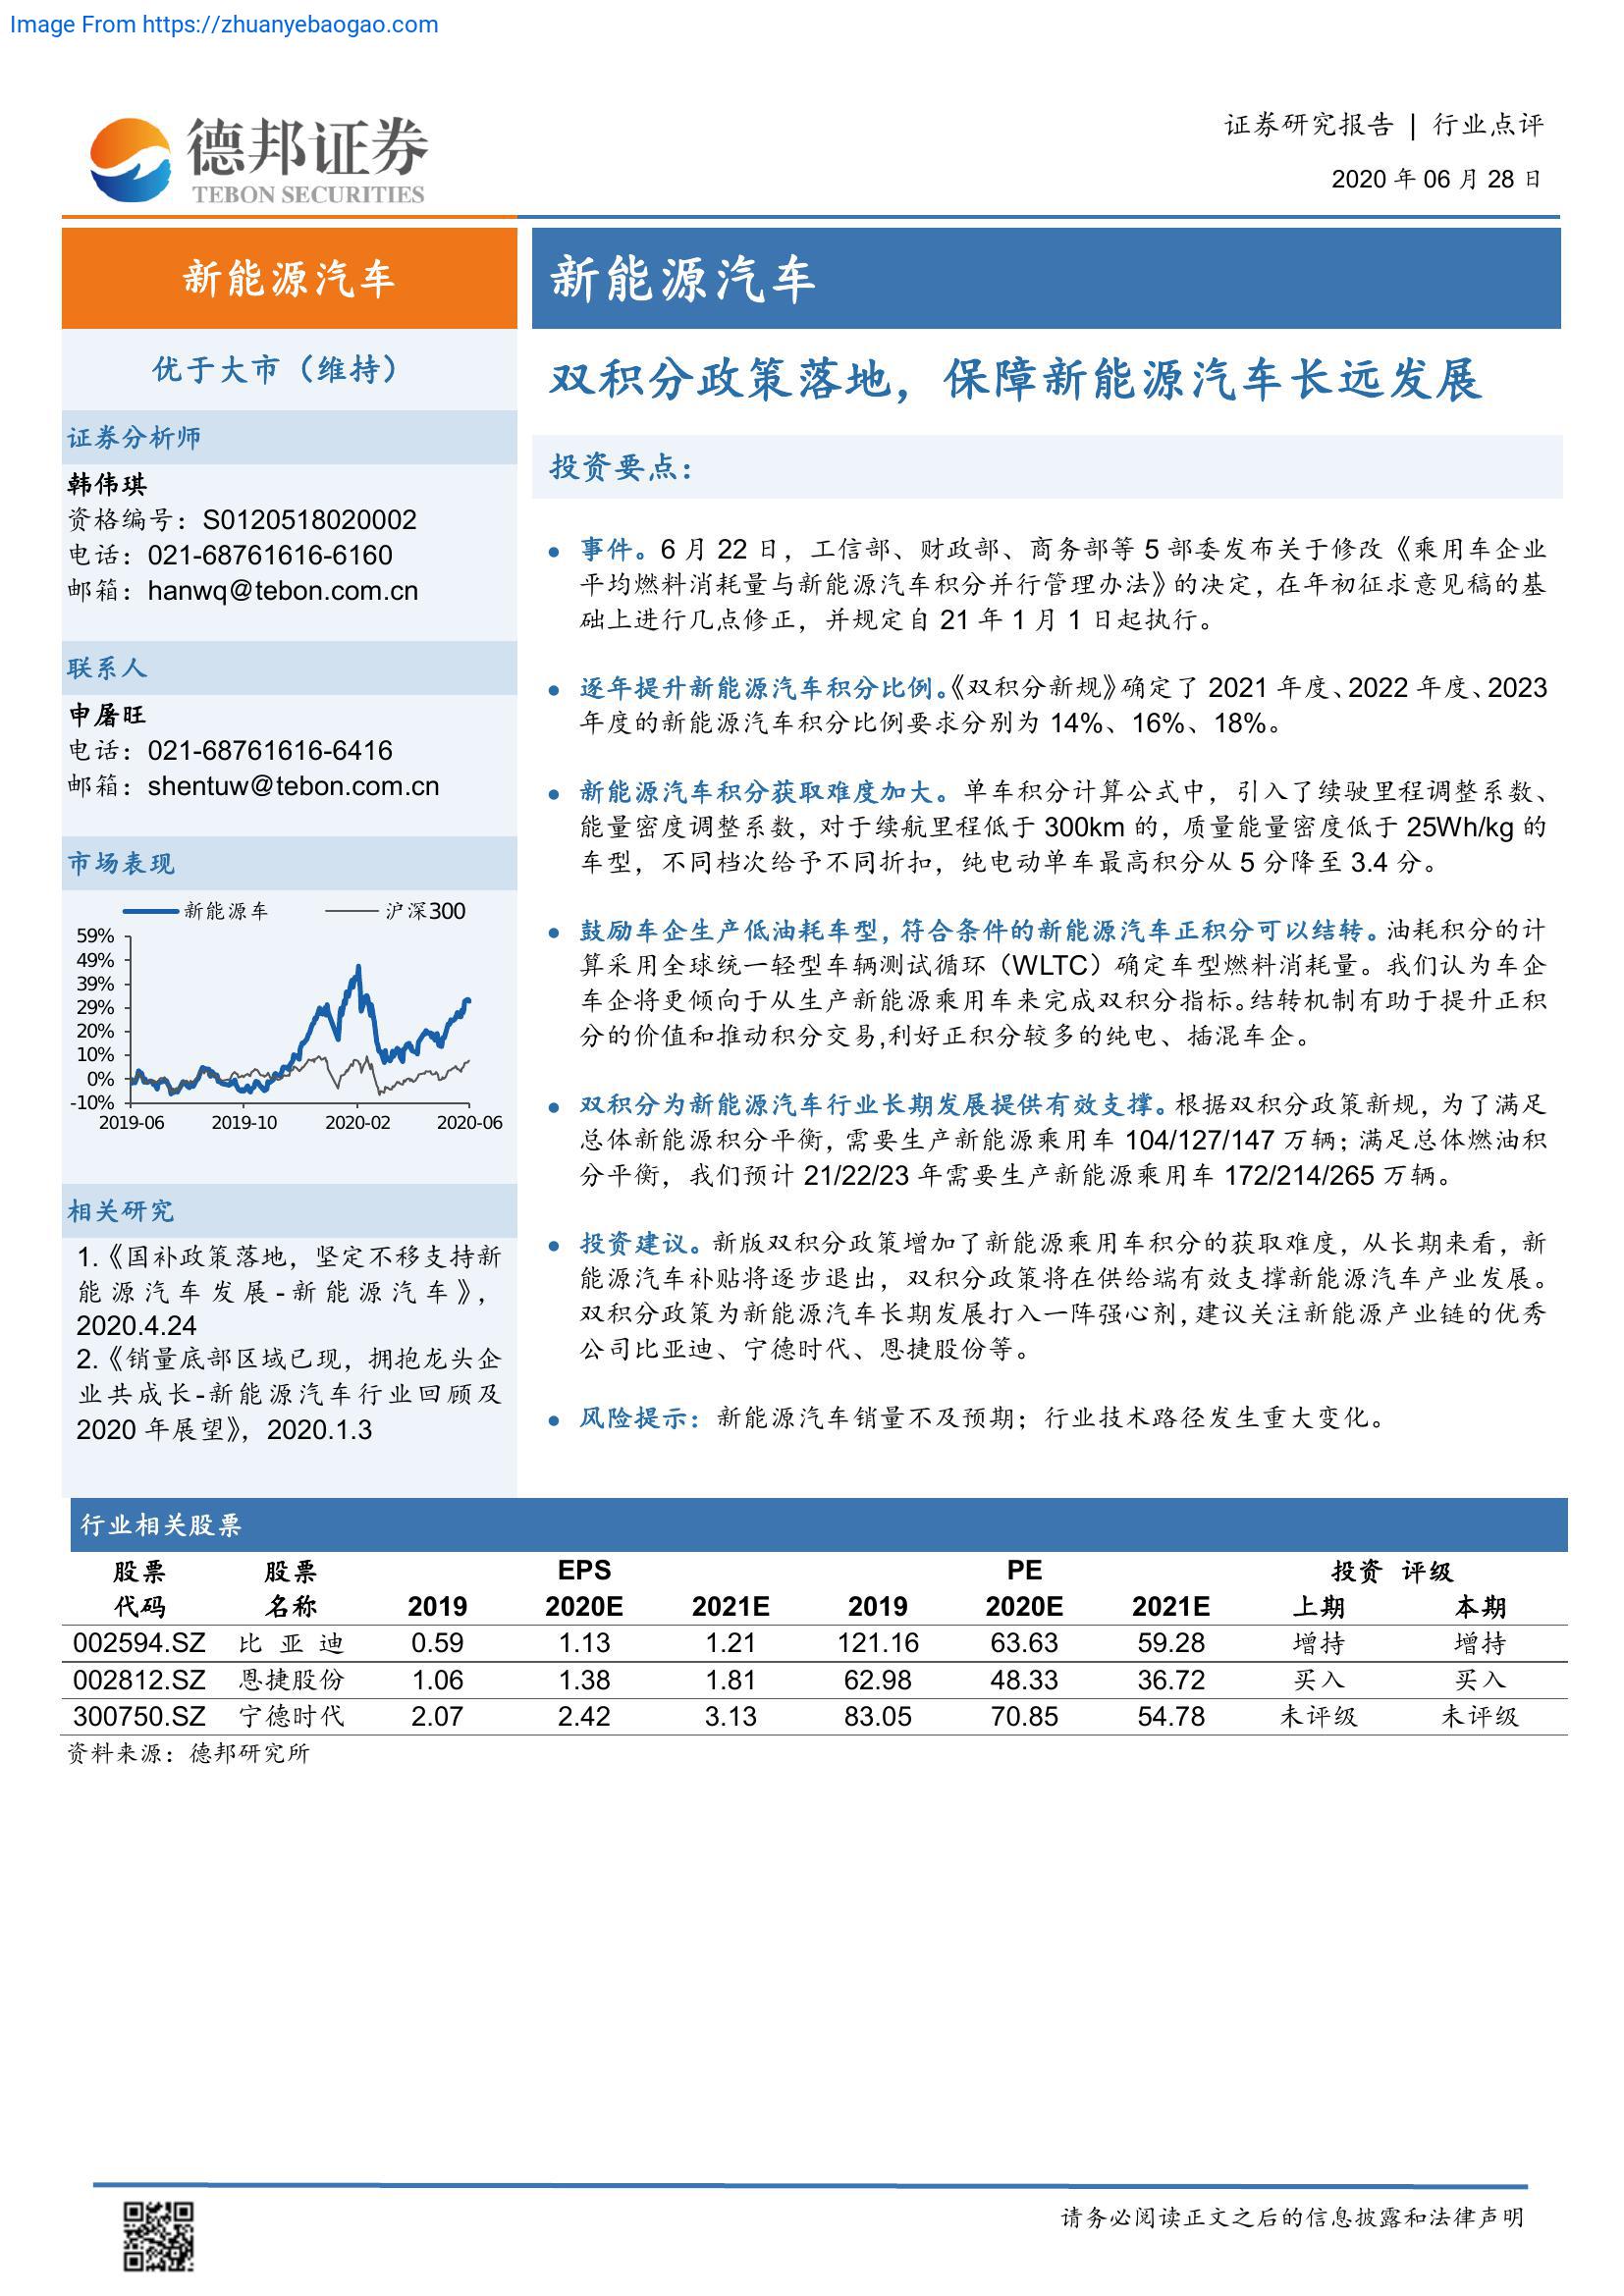 Image From https://zhuanyebaogao.com
德邦证券
TEBON SECURITIES
证券研究报告 | 行业点评
2020 年 06 月 28 日
新能源汽车
优于大市（维持）
证券分析师
韩伟琪
资格编号：S0120518020002
电话：021-68761616-6160
邮箱：hanwq@tebon.com.cn
联系人
申屠旺
电话：021-68761616-6416
邮箱：shentuw@tebon.com.cn
市场表现
新能源车 沪深300
59%
49%
39%
29%
20%
10%
0%
-10%
2019-06 2019-10 2020-02 2020-06
相关研究
1.《国补政策落地，坚定不移支持新
能源汽车发展-新能源汽车》，
2020.4.24
2.《销量底部区域已现，拥抱龙头企
业共成长-新能源汽车行业回顾及
2020 年展望》，2020.1.3
新能源汽车
双积分政策落地，保障新能源汽车长远发展
投资要点：
● 事件。6 月 22 日，工信部、财政部、商务部等 5 部委发布关于修改《乘用车企业
平均燃料消耗量与新能源汽车积分并行管理办法》的决定，在年初征求意见稿的基
础上进行几点修正，并规定自 21 年 1 月 1 日起执行。
● 逐年提升新能源汽车积分比例。《双积分新规》确定了 2021 年度、2022 年度、2023
年度的新能源汽车积分比例要求分别为 14%、16%、18%。
● 新能源汽车积分获取难度加大。单车积分计算公式中，引入了续驶里程调整系数、
能量密度调整系数，对于续航里程低于 300km 的，质量能量密度低于 25Wh/kg 的
车型，不同档次给予不同折扣，纯电动单车最高积分从 5 分降至 3.4 分。
● 鼓励车企生产低油耗车型，符合条件的新能源汽车正积分可以结转。油耗积分的计
算采用全球统一轻型车辆测试循环（WLTC）确定车型燃料消耗量。我们认为车企
车企将更倾向于从生产新能源乘用车来完成双积分指标。结转机制有助于提升正积
分的价值和推动积分交易,利好正积分较多的纯电、插混车企。
● 双积分为新能源汽车行业长期发展提供有效支撑。根据双积分政策新规，为了满足
总体新能源积分平衡，需要生产新能源乘用车 104/127/147 万辆；满足总体燃油积
分平衡，我们预计 21/22/23 年需要生产新能源乘用车 172/214/265 万辆。
● 投资建议。新版双积分政策增加了新能源乘用车积分的获取难度，从长期来看，新
能源汽车补贴将逐步退出，双积分政策将在供给端有效支撑新能源汽车产业发展。
双积分政策为新能源汽车长期发展打入一阵强心剂，建议关注新能源产业链的优秀
公司比亚迪、宁德时代、恩捷股份等。
● 风险提示：新能源汽车销量不及预期；行业技术路径发生重大变化。
行业相关股票
股票 股票 EPS PE 投资 评级
代码 名称 2019 2020E 2021E 2019 2020E 2021E 上期 本期
002594.SZ 比 亚 迪 0.59 1.13 1.21 121.16 63.63 59.28 增持 增持
002812.SZ 恩捷股份 1.06 1.38 1.81 62.98 48.33 36.72 买入 买入
300750.SZ 宁德时代 2.07 2.42 3.13 83.05 70.85 54.78 未评级 未评级
资料来源：德邦研究所
请务必阅读正文之后的信息披露和法律声明